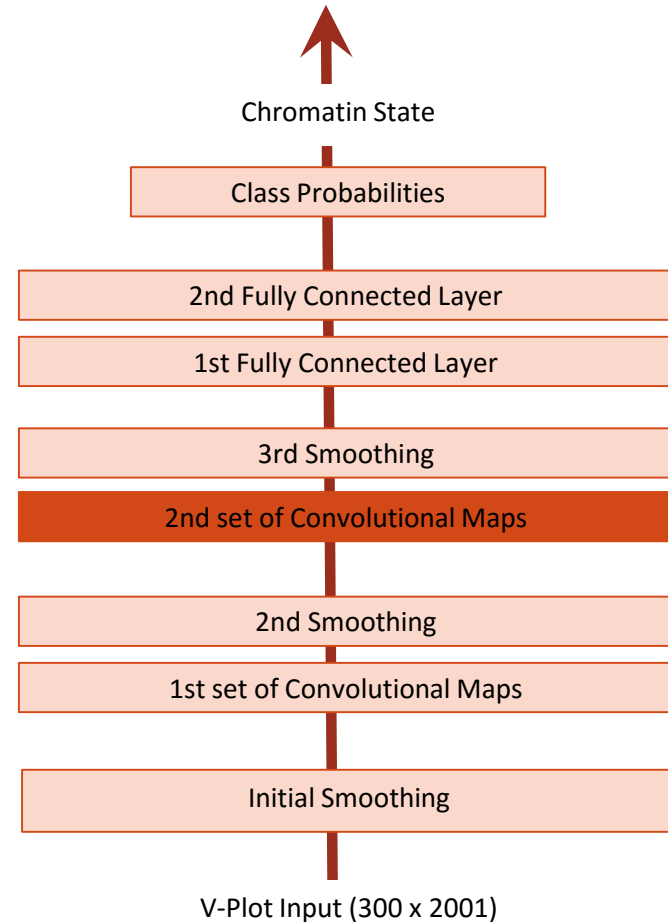 Chromatin State
Class Probabilities
2nd Fully Connected Layer
1st Fully Connected Layer
3rd Smoothing
2nd set of Convolutional Maps
2nd Smoothing
1st set of Convolutional Maps
Initial Smoothing
V-Plot Input (300 x 2001)